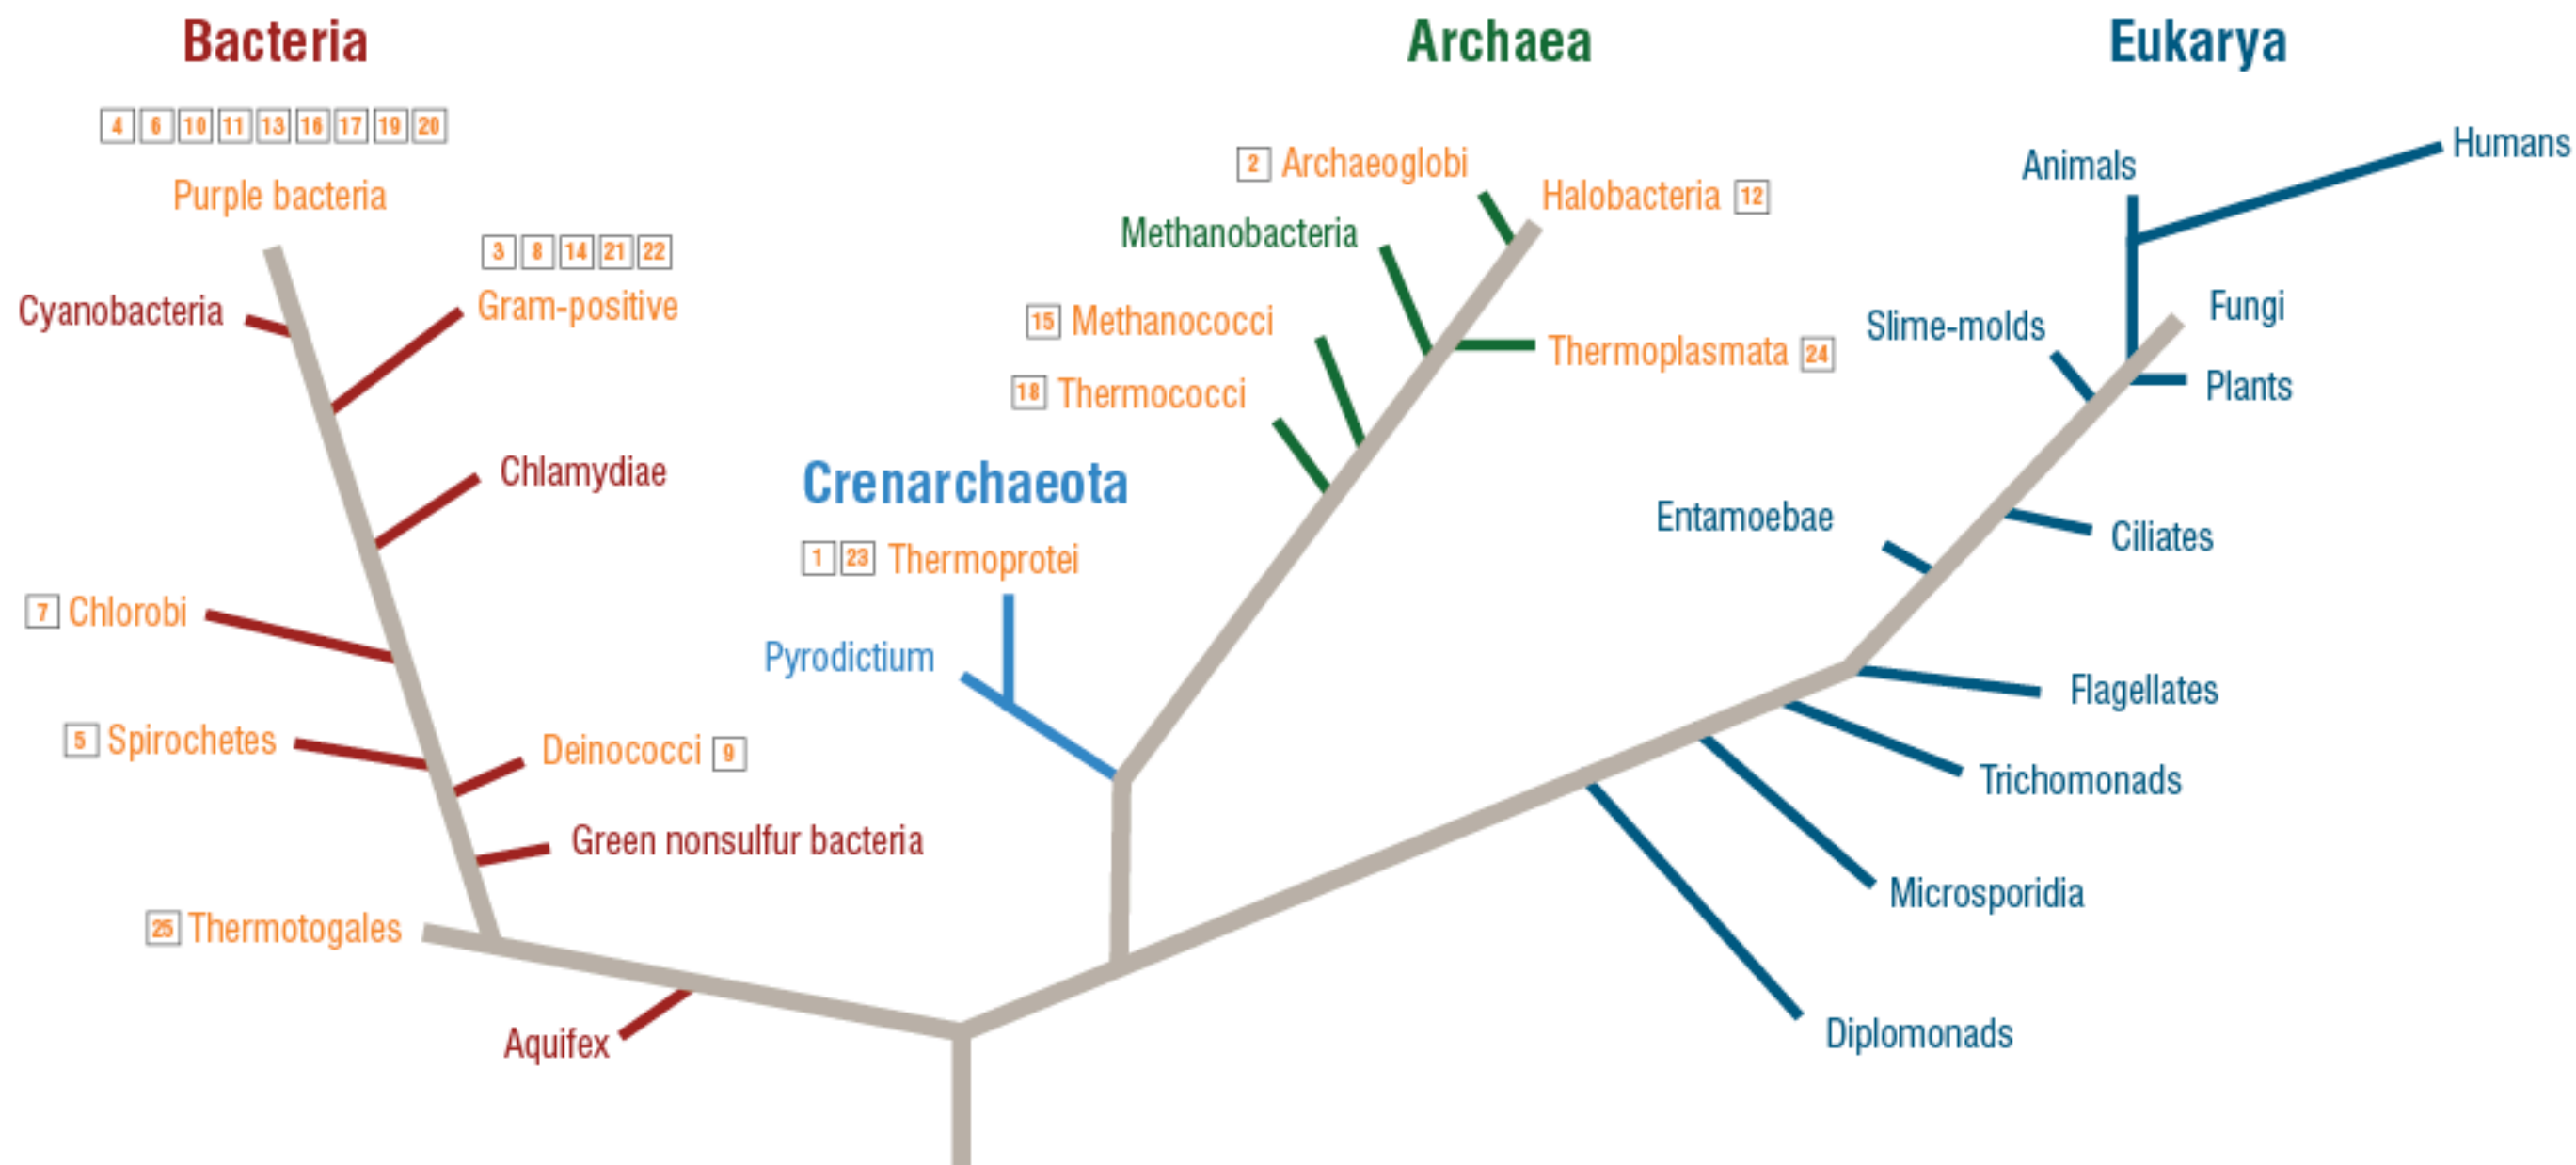 Bacteria
Archaea
Eukarya
4 6 10 11 13 16 17 19 20
Purple bacteria
3 8 14 21 22
Gram-positive
Cyanobacteria
Chlamydiae
7 Chlorobi
5 Spirochetes
Deinococci 9
Green nonsulfur bacteria
25 Thermotogales
Aquifex
Crenarchaeota
1 23 Thermoprotei
Pyrodictium
2 Archaeoglobi
Halobacteria 12
Methanobacteria
15 Methanococci
Thermoplasmata 24
18 Thermococci
Animals
Humans
Fungi
Slime-molds
Plants
Entamoebae
Ciliates
Flagellates
Trichomonads
Microsporidia
Diplomonads